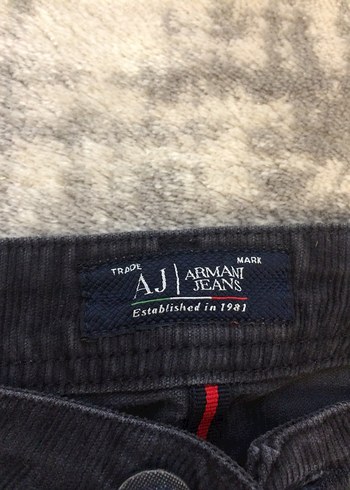 TRADE MARK
AJ | ARMANI
JEANS
Established in 1981